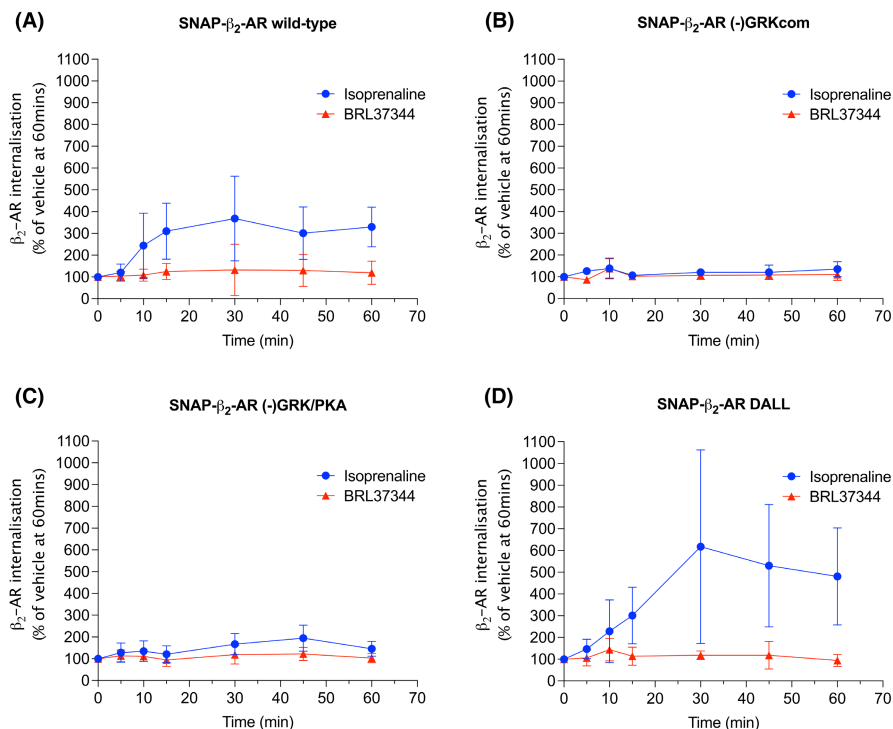 (A)
SNAP-β2-AR wild-type
β2–AR internalisation
(% of vehicle at 60mins)
1100
1000
900
800
700
600
500
400
300
200
100
0
Isoprenaline
BRL37344
0 10 20 30 40 50 60 70
Time (min)
(B)
SNAP-β2-AR (-)GRKcom
β2–AR internalisation
(% of vehicle at 60mins)
1100
1000
900
800
700
600
500
400
300
200
100
0
Isoprenaline
BRL37344
0 10 20 30 40 50 60 70
Time (min)
(C)
SNAP-β2-AR (-)GRK/PKA
β2–AR internalisation
(% of vehicle at 60mins)
1100
1000
900
800
700
600
500
400
300
200
100
0
Isoprenaline
BRL37344
0 10 20 30 40 50 60 70
Time (min)
(D)
SNAP-β2-AR DALL
β2–AR internalisation
(% of vehicle at 60mins)
1100
1000
900
800
700
600
500
400
300
200
100
0
Isoprenaline
BRL37344
0 10 20 30 40 50 60 70
Time (min)